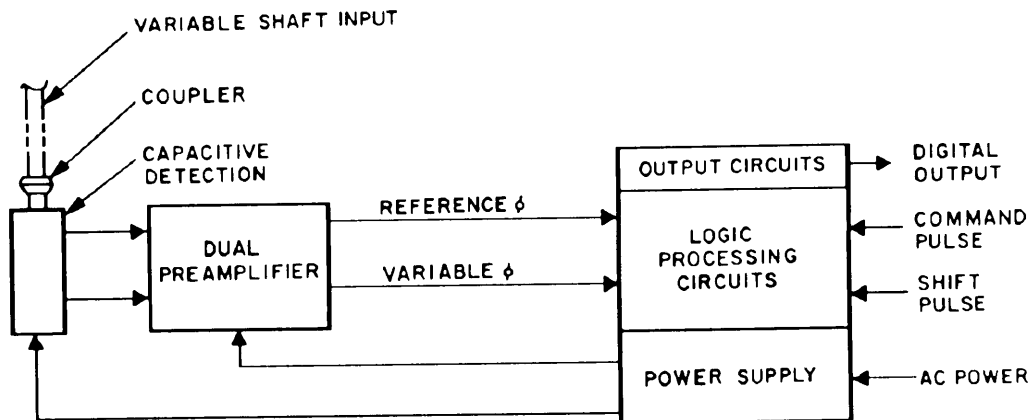 VARIABLE SHAFT INPUT
COUPLER
CAPACITIVE
DETECTION
DUAL
PREAMPLIFIER
REFERENCE ϕ
VARIABLE ϕ
OUTPUT CIRCUITS
LOGIC
PROCESSING
CIRCUITS
POWER SUPPLY
DIGITAL
OUTPUT
COMMAND
PULSE
SHIFT
PULSE
AC POWER